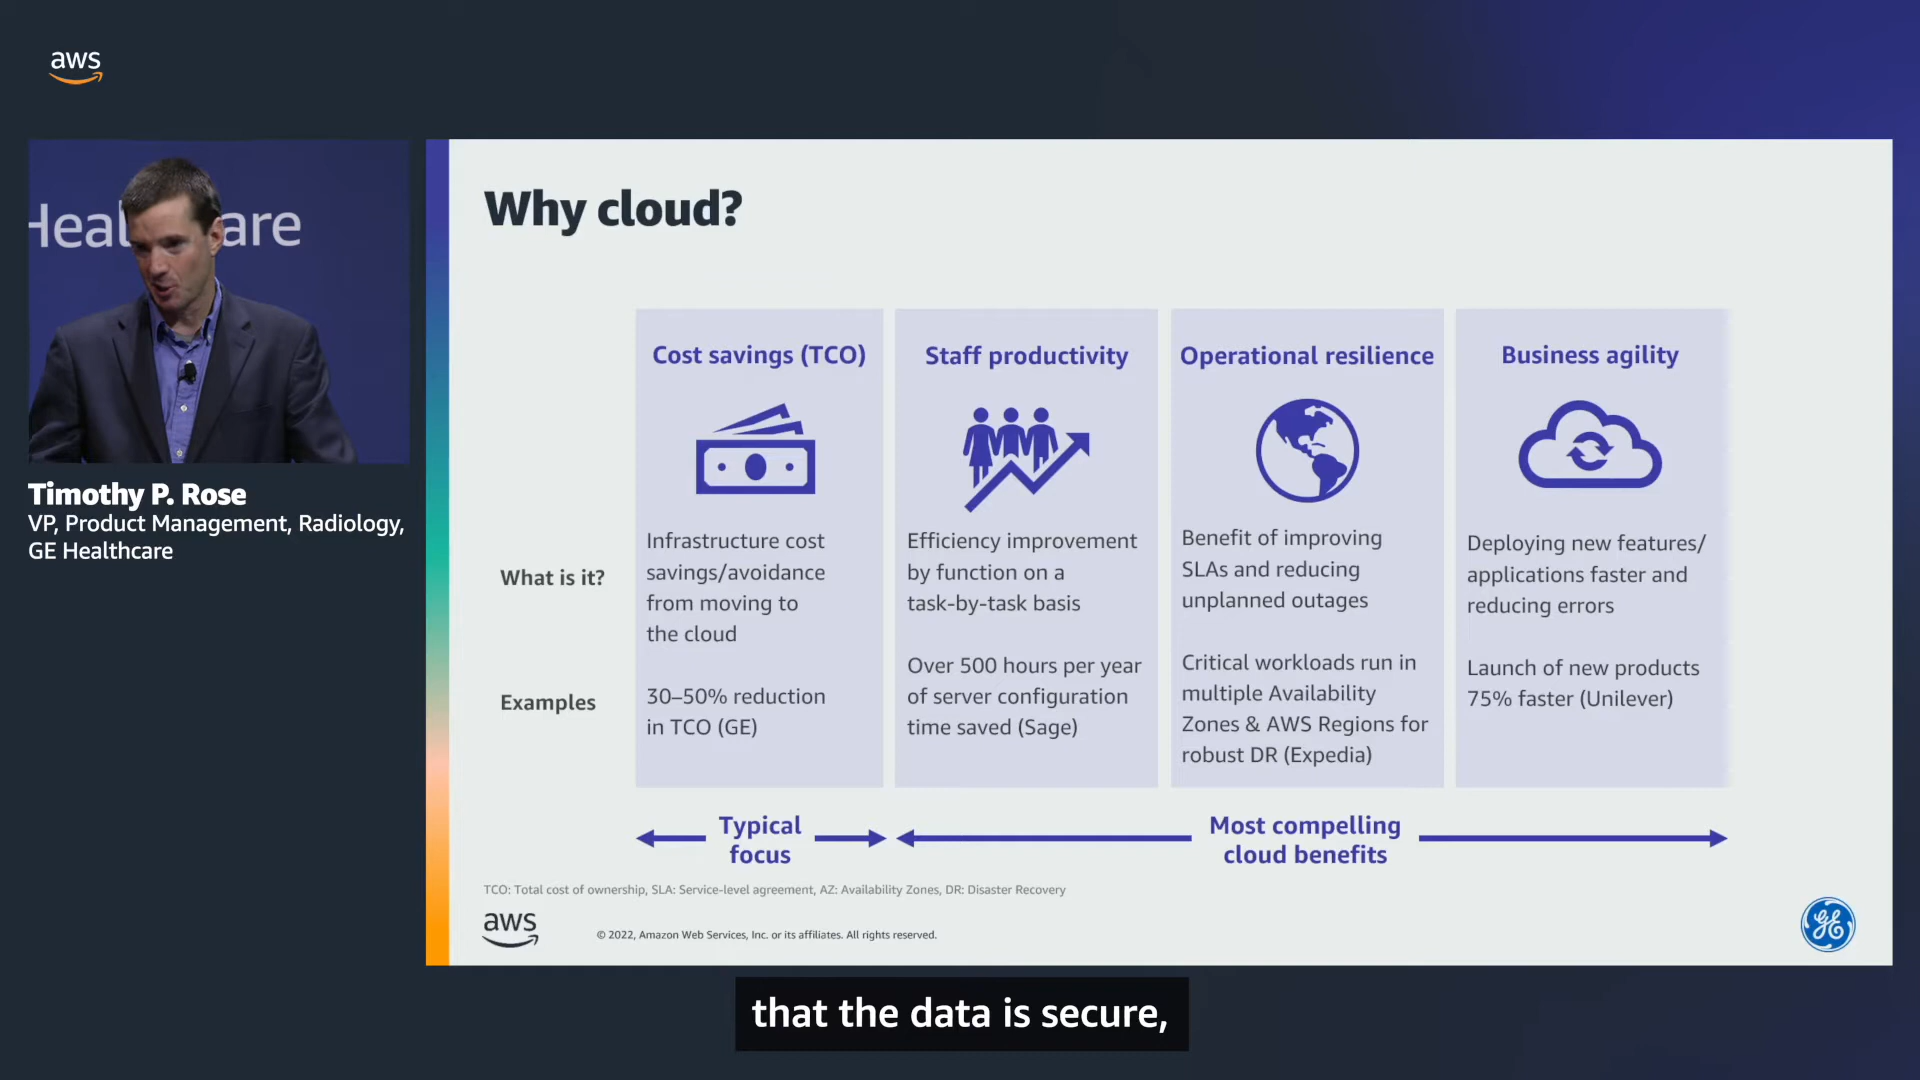 aws
Heal are
Timothy P. Rose
VP, Product Management, Radiology,
GE Healthcare
Why cloud?
Cost savings (TCO)
Staff productivity
Operational resilience
Business agility
What is it?
Infrastructure cost
savings/avoidance
from moving to
the cloud
Efficiency improvement
by function on a
task-by-task basis
Benefit of improving
SLAs and reducing
unplanned outages
Deploying new features/
applications faster and
reducing errors
Examples
30–50% reduction
in TCO (GE)
Over 500 hours per year
of server configuration
time saved (Sage)
Critical workloads run in
multiple Availability
Zones & AWS Regions for
robust DR (Expedia)
Launch of new products
75% faster (Unilever)
Typical
focus
Most compelling
cloud benefits
TCO: Total cost of ownership, SLA: Service-level agreement, AZ: Availability Zones, DR: Disaster Recovery
aws
© 2022, Amazon Web Services, Inc. or its affiliates. All rights reserved.
GE
that the data is secure,